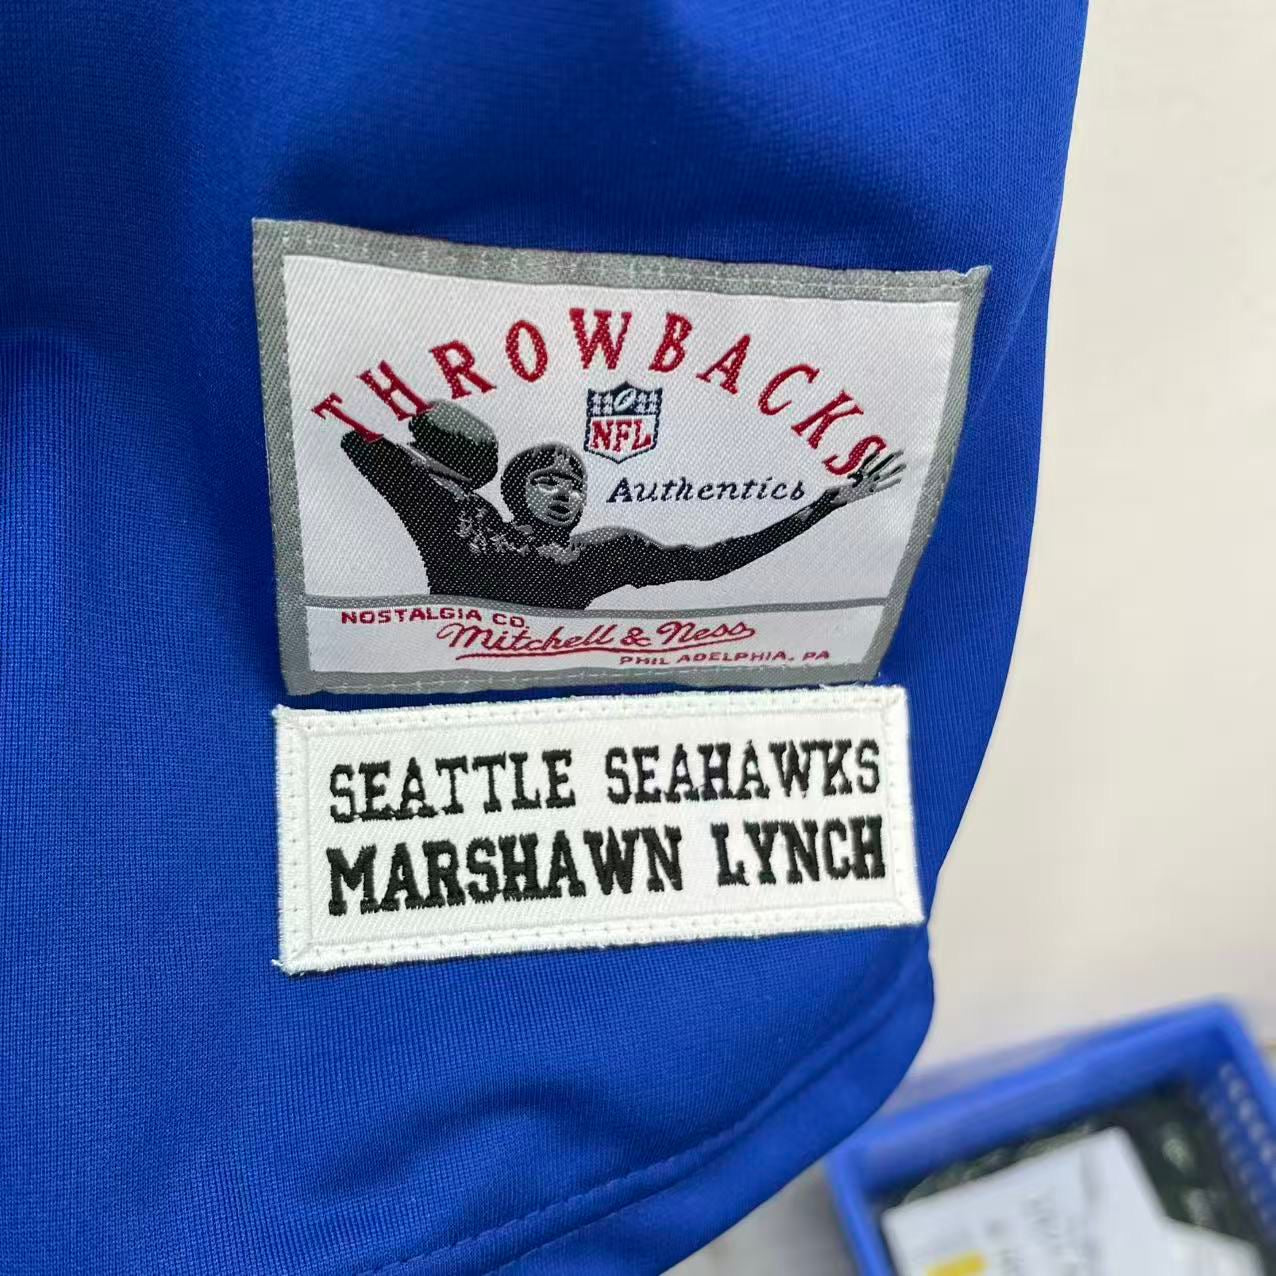 THROWBACKS
NFL
Authentics
NOSTALGIA CO.
Mitchell & Ness
PHILADELPHIA, PA
SEATTLE SEAHAWKS
MARSHAWN LYNCH